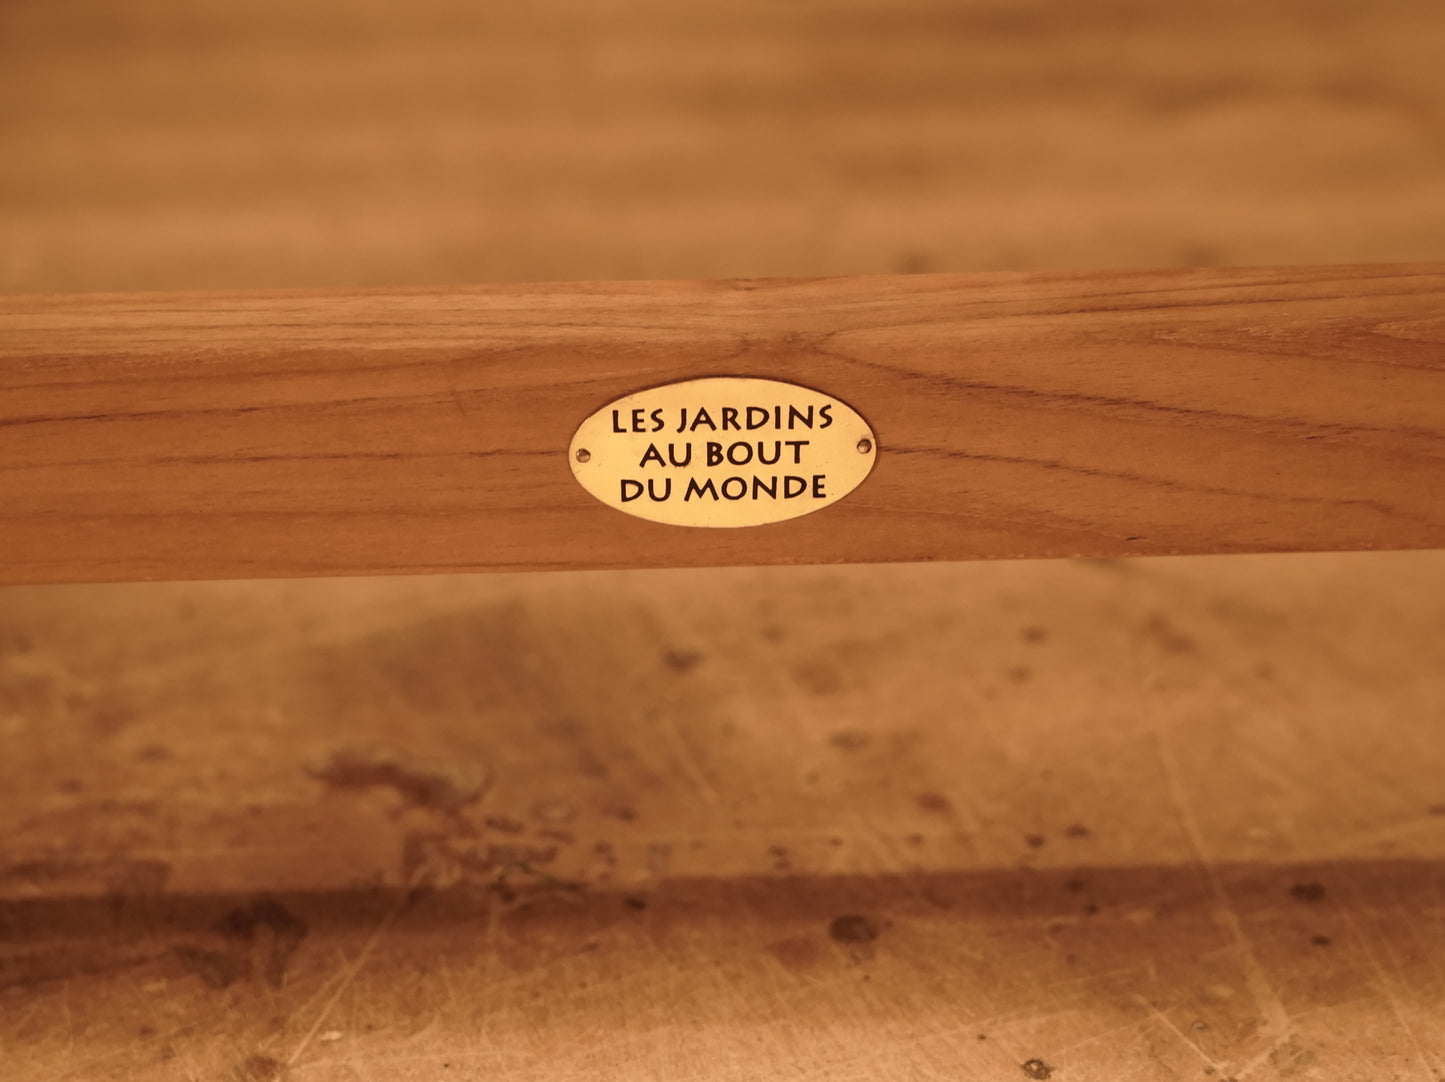 LES JARDINS
AU BOUT
DU MONDE